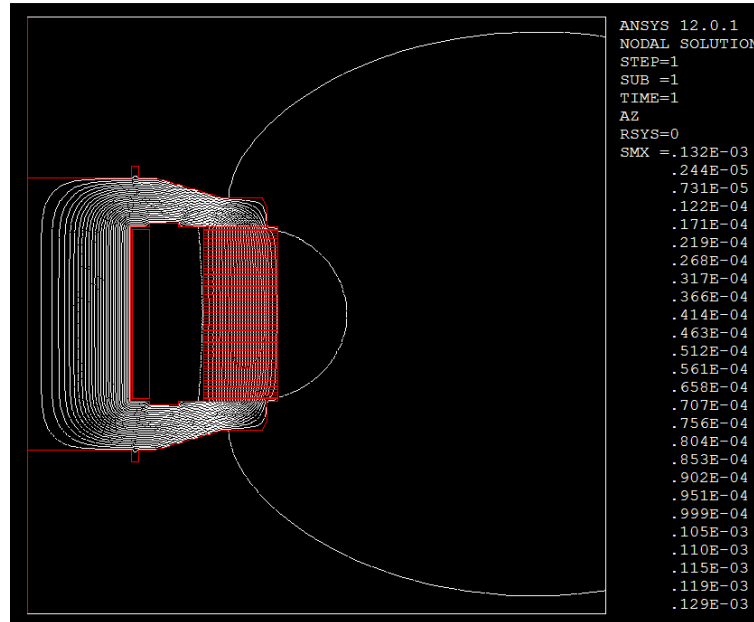 ANSYS 12.0.1
NODAL SOLUTION
STEP=1
SUB =1
TIME=1
AZ
RSYS=0
SMX =.132E-03
.244E-05
.731E-05
.122E-04
.171E-04
.219E-04
.268E-04
.317E-04
.366E-04
.414E-04
.463E-04
.512E-04
.561E-04
.658E-04
.707E-04
.756E-04
.804E-04
.853E-04
.902E-04
.951E-04
.999E-04
.105E-03
.110E-03
.115E-03
.119E-03
.129E-03